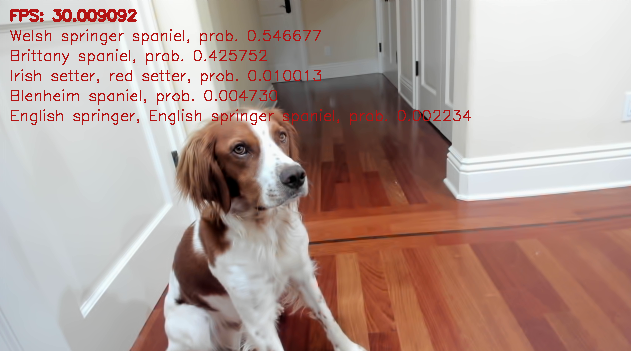 FPS: 30.009092
Welsh springer spaniel, prob. 0.546677
Brittany spaniel, prob. 0.425752
Irish setter, red setter, prob. 0.010013
Blenheim spaniel, prob. 0.004730
English springer, English springer spaniel, prob. 0.002234